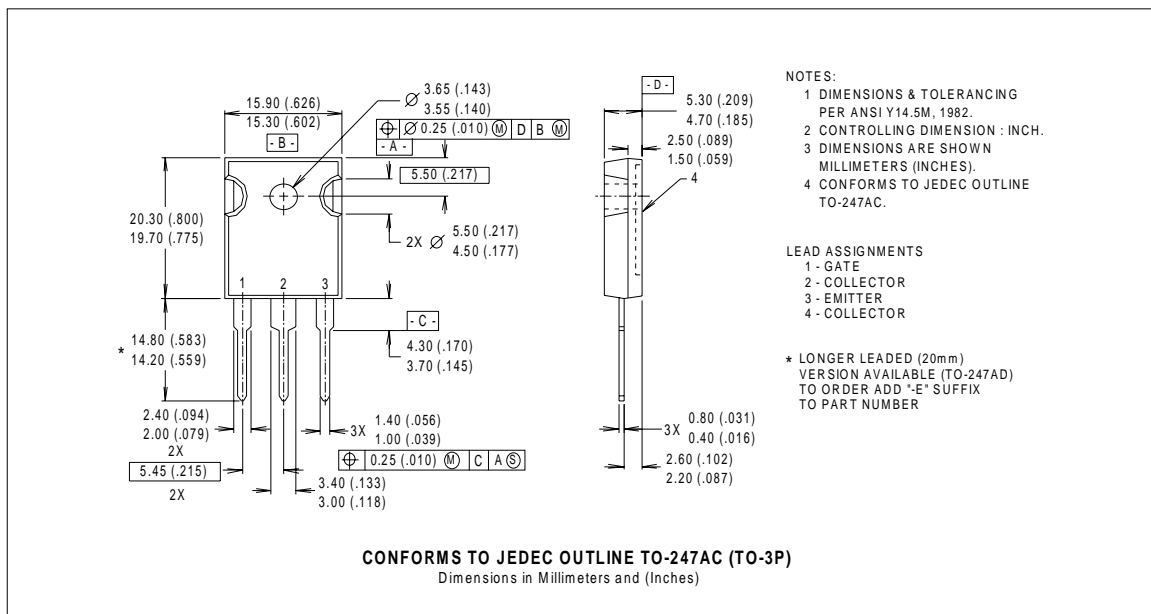 3.65 (.143)
3.55 (.140)
⌖ ∅ 0.25 (.010) Ⓜ D B Ⓜ
15.90 (.626)
15.30 (.602)
- B -
- A -
5.50 (.217)
20.30 (.800)
19.70 (.775)
2X ∅ 5.50 (.217)
4.50 (.177)
1 2 3
- C -
* 14.80 (.583)
14.20 (.559)
4.30 (.170)
3.70 (.145)
2.40 (.094)
2.00 (.079)
2X
5.45 (.215)
2X
3X 1.40 (.056)
1.00 (.039)
⌖ 0.25 (.010) Ⓜ C A Ⓢ
3.40 (.133)
3.00 (.118)
- D -
5.30 (.209)
4.70 (.185)
2.50 (.089)
1.50 (.059)
4
3X 0.80 (.031)
0.40 (.016)
2.60 (.102)
2.20 (.087)
NOTES:
1 DIMENSIONS & TOLERANCING
PER ANSI Y14.5M, 1982.
2 CONTROLLING DIMENSION : INCH.
3 DIMENSIONS ARE SHOWN
MILLIMETERS (INCHES).
4 CONFORMS TO JEDEC OUTLINE
TO-247AC.
LEAD ASSIGNMENTS
1 - GATE
2 - COLLECTOR
3 - EMITTER
4 - COLLECTOR
* LONGER LEADED (20mm)
VERSION AVAILABLE (TO-247AD)
TO ORDER ADD "-E" SUFFIX
TO PART NUMBER
CONFORMS TO JEDEC OUTLINE TO-247AC (TO-3P)
Dimensions in Millimeters and (Inches)